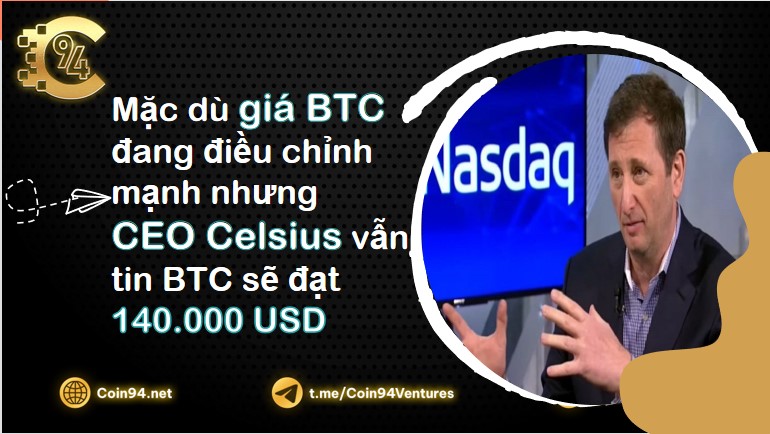 94
Mặc dù giá BTC
đang điều chỉnh
mạnh nhưng
CEO Celsius vẫn
tin BTC sẽ đạt
140.000 USD
Nasdaq
Coin94.net
t.me/Coin94Ventures